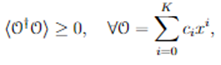 ⟨𝒪†𝒪⟩ ≥ 0, ∀𝒪 = ∑_{i=0}^{K} c_i x^i,